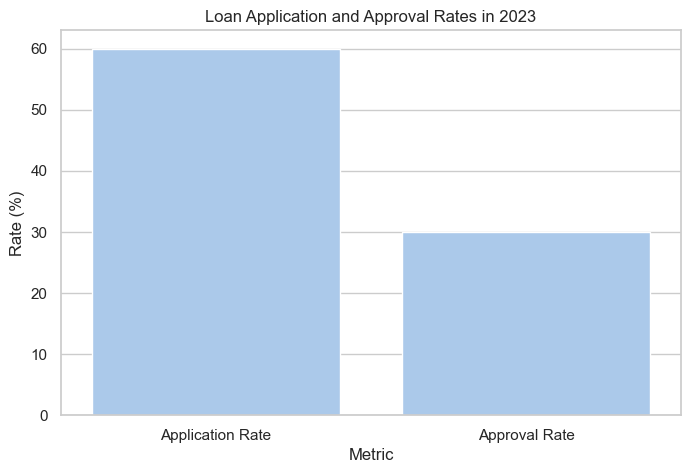 Loan Application and Approval Rates in 2023
60
50
40
30
20
10
0
Rate (%)
Application Rate
Approval Rate
Metric